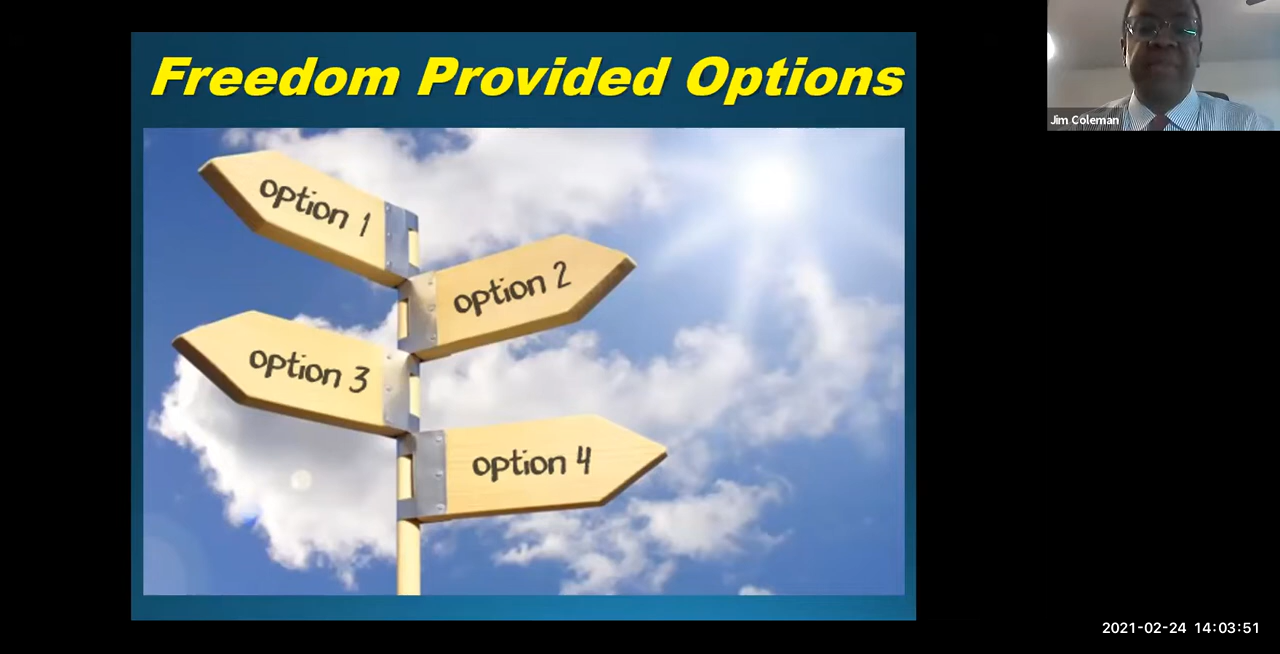 Freedom Provided Options
option 1
option 2
option 3
option 4
Jim Coleman
2021-02-24 14:03:51